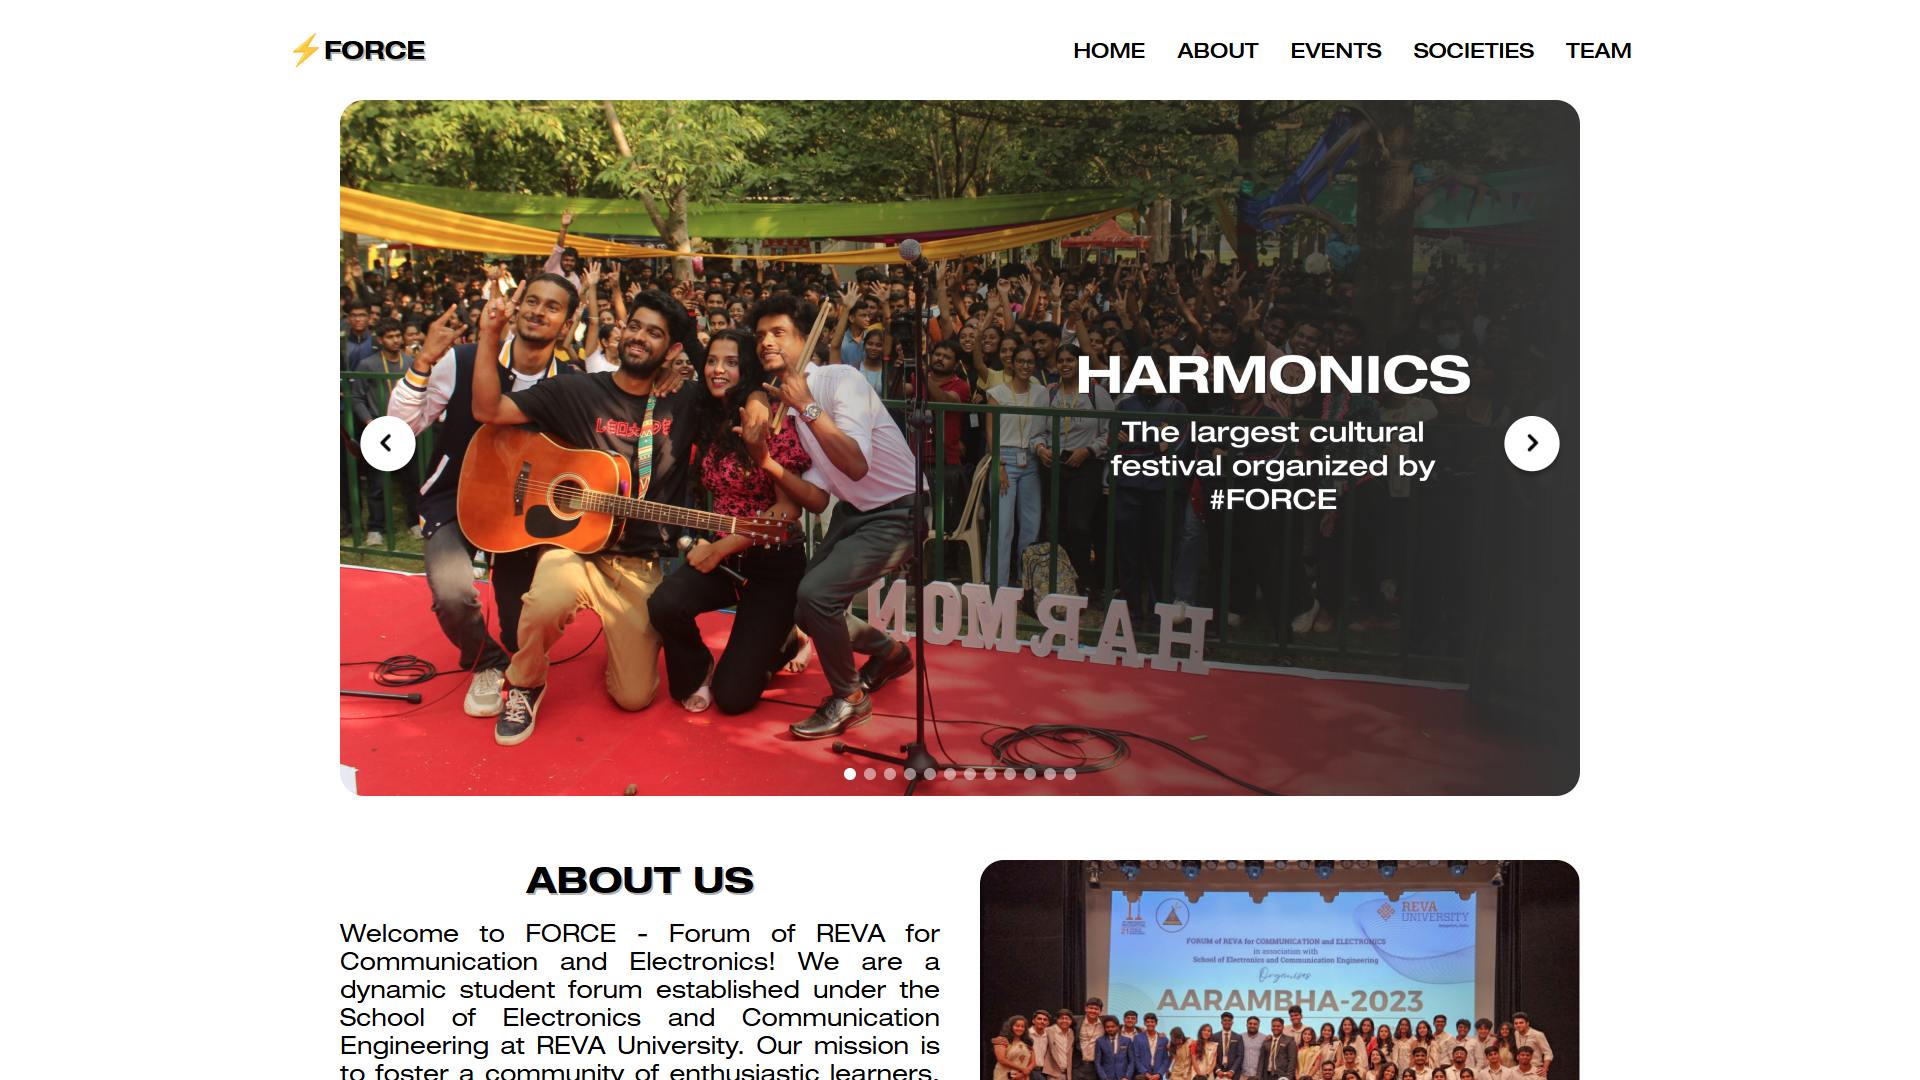 ⚡FORCE
HOME ABOUT EVENTS SOCIETIES TEAM
HARMONICS
The largest cultural
festival organized by
#FORCE
HARMON
ABOUT US
Welcome to FORCE - Forum of REVA for
Communication and Electronics! We are a
dynamic student forum established under the
School of Electronics and Communication
Engineering at REVA University. Our mission is
to foster a community of enthusiastic learners,
REVA
UNIVERSITY
FORUM of REVA for COMMUNICATION and ELECTRONICS
in association with
School of Electronics and Communication Engineering
Organises
AARAMBHA-2023